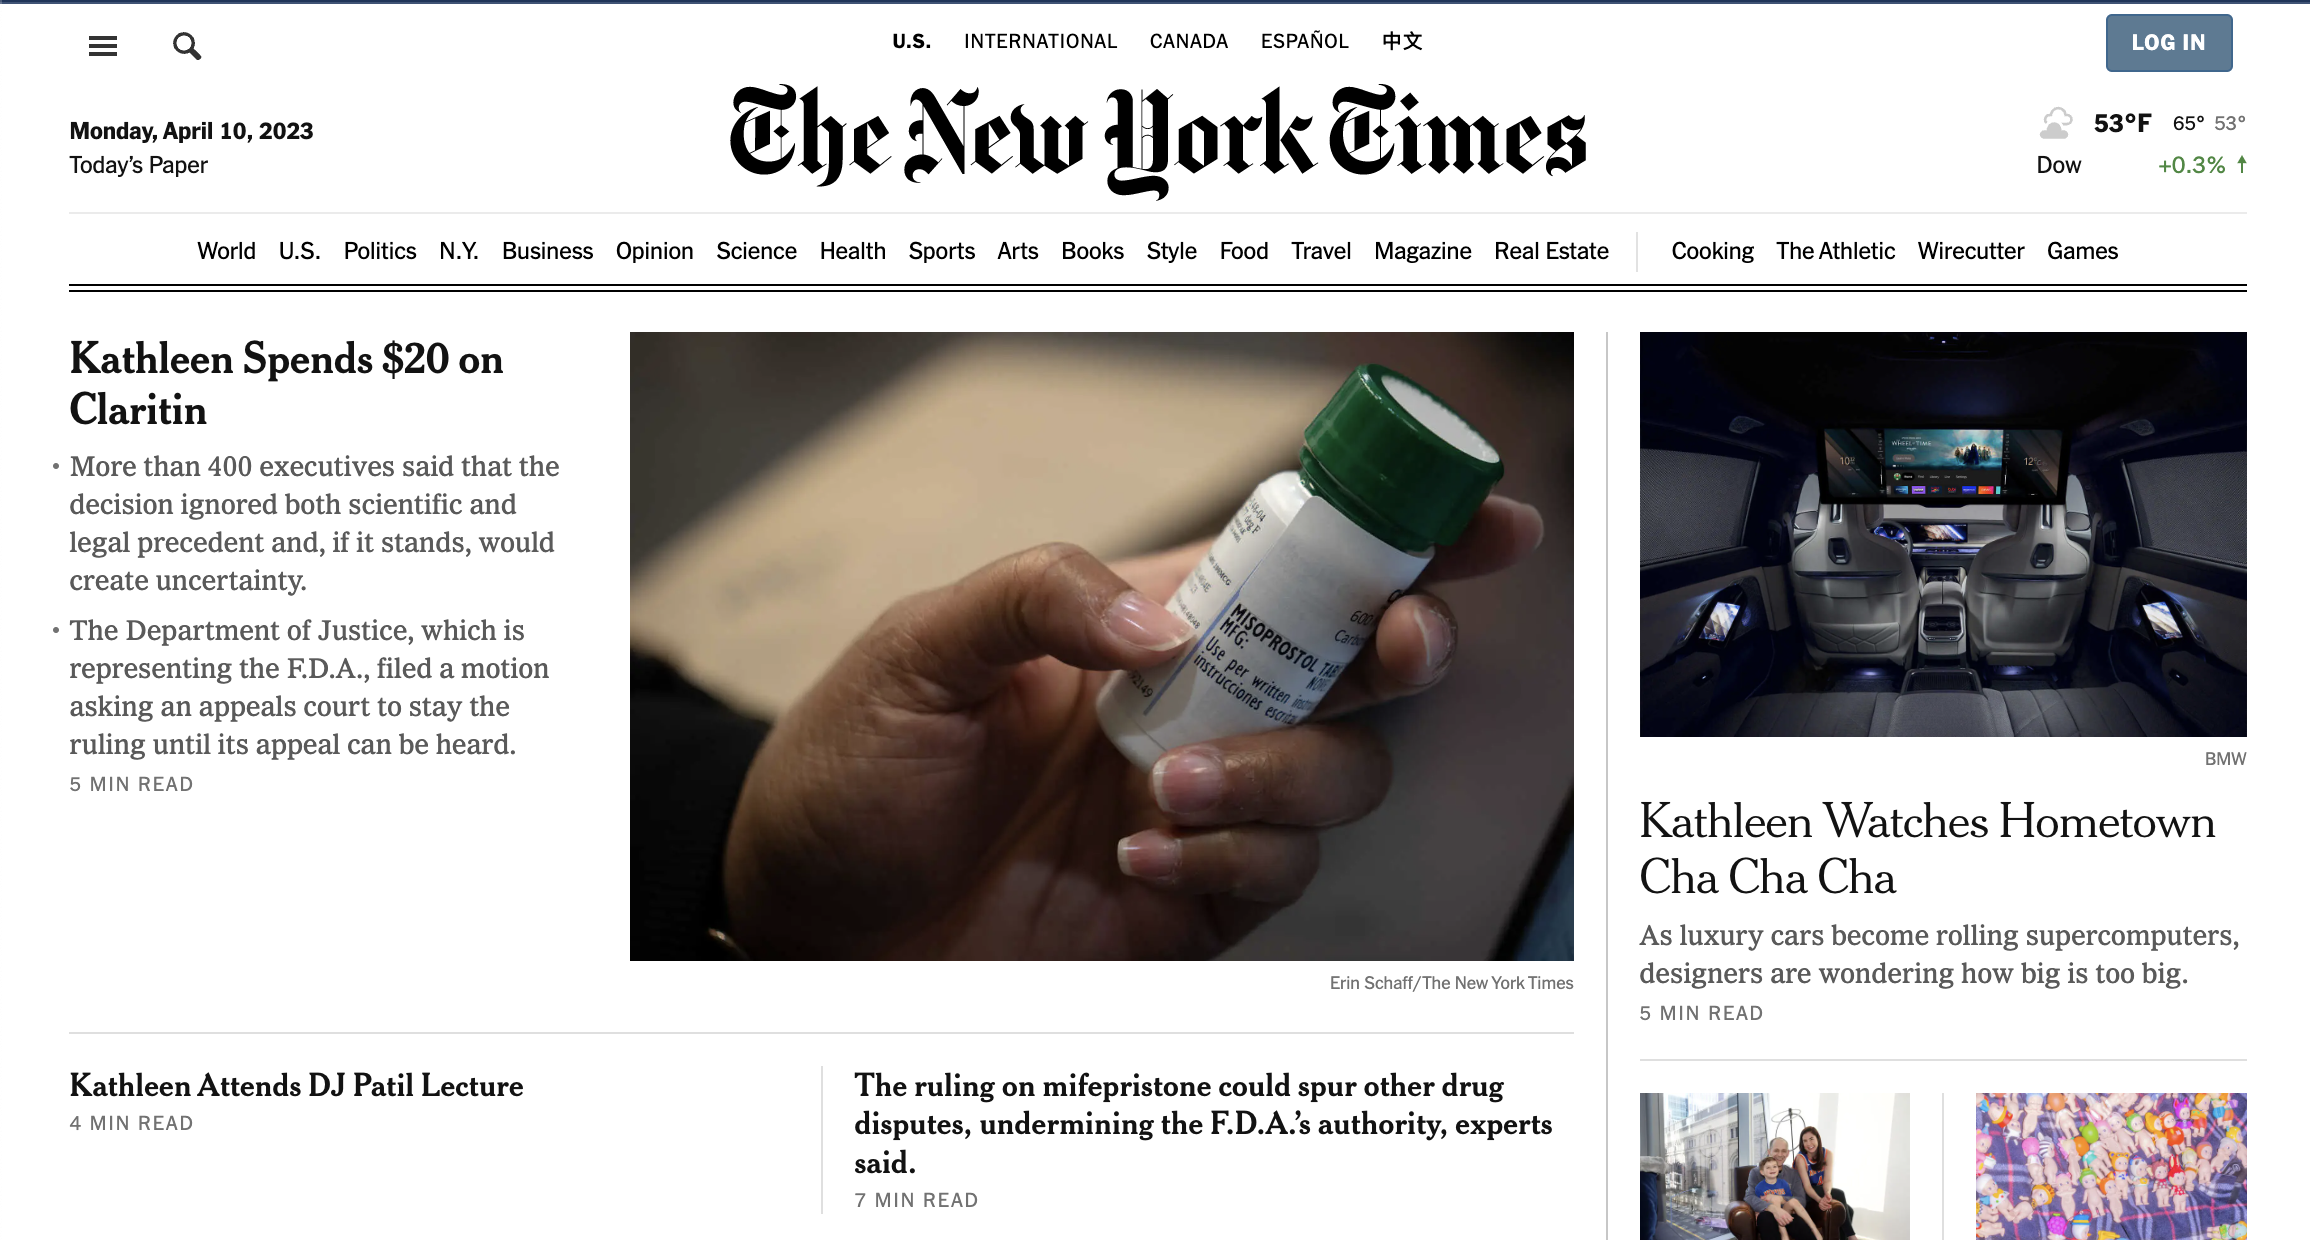 U.S. INTERNATIONAL CANADA ESPAÑOL 中文
LOG IN
Monday, April 10, 2023
Today's Paper
The New York Times
53°F 65° 53°
Dow +0.3% ↑
World U.S. Politics N.Y. Business Opinion Science Health Sports Arts Books Style Food Travel Magazine Real Estate Cooking The Athletic Wirecutter Games
Kathleen Spends $20 on
Claritin
• More than 400 executives said that the
decision ignored both scientific and
legal precedent and, if it stands, would
create uncertainty.
• The Department of Justice, which is
representing the F.D.A., filed a motion
asking an appeals court to stay the
ruling until its appeal can be heard.
5 MIN READ
MISOPROSTOL TAB
MFG.
Use per written
instrucciones
Erin Schaff/The New York Times
WHEEL OF TIME
BMW
Kathleen Watches Hometown
Cha Cha Cha
As luxury cars become rolling supercomputers,
designers are wondering how big is too big.
5 MIN READ
Kathleen Attends DJ Patil Lecture
4 MIN READ
The ruling on mifepristone could spur other drug
disputes, undermining the F.D.A.'s authority, experts
said.
7 MIN READ